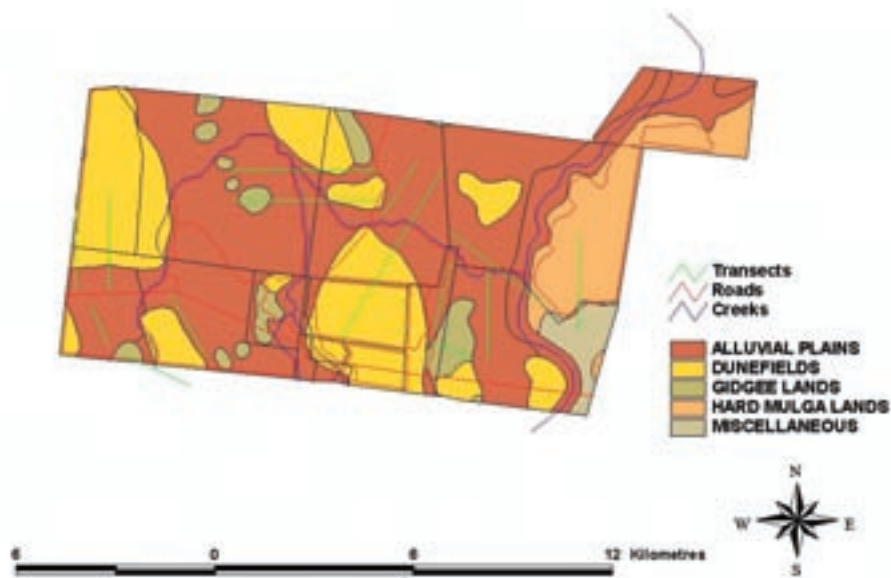 Transects
Roads
Creeks
ALLUVIAL PLAINS
DUNEFIELDS
GIDGEE LANDS
HARD MULGA LANDS
MISCELLANEOUS
N
W E
S
6 0 6 12 Kilometres